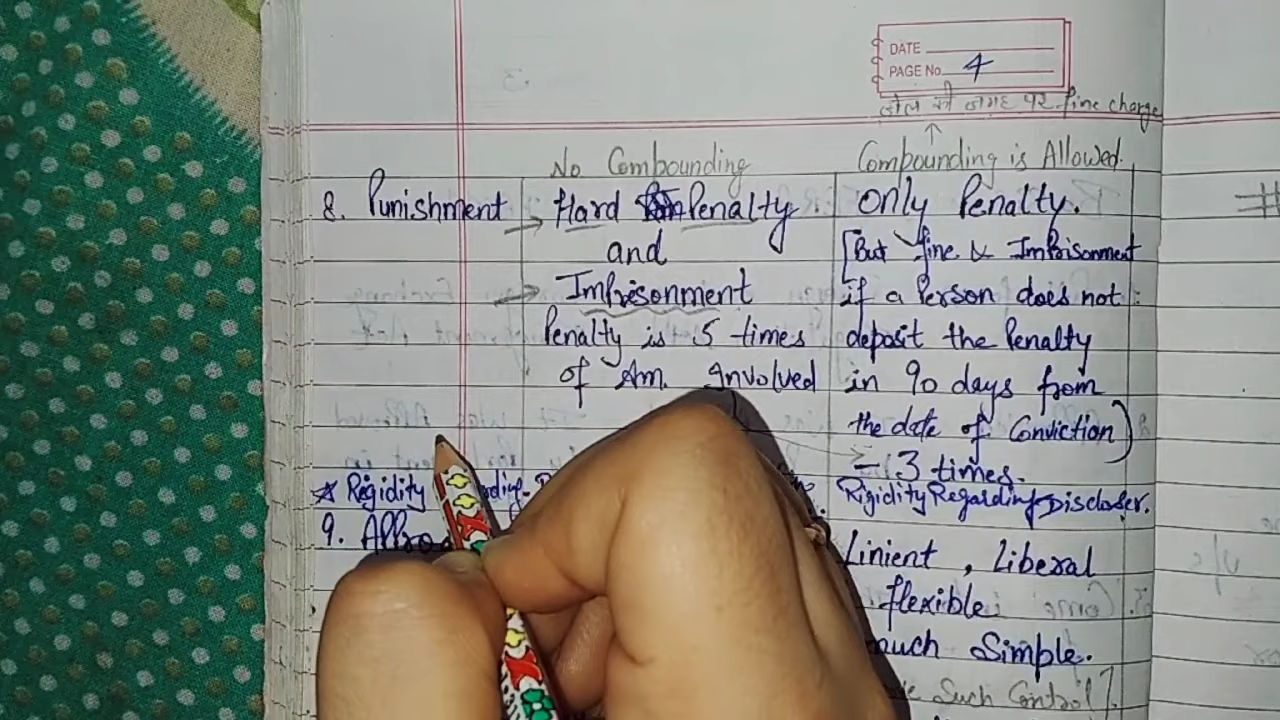 DATE
PAGE No. 4
जेल की जगह पर fine charge
↑
No Compounding
Compounding is Allowed.
8. Punishment → Hard Penalty. Only Penalty.
and [But fine & Imprisonment
→ Imprisonment if a Person does not
Penalty is 5 times deposit the Penalty
of Am. Involved in 90 days from
the date of Conviction)
- 3 times.
Rigidity Rigidity Regarding Discloser.
9. Linient, Liberal
flexible
much Simple.
Such Control